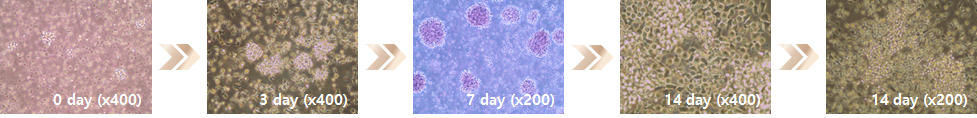 0 day (x400)
3 day (x400)
7 day (x200)
14 day (x400)
14 day (x200)